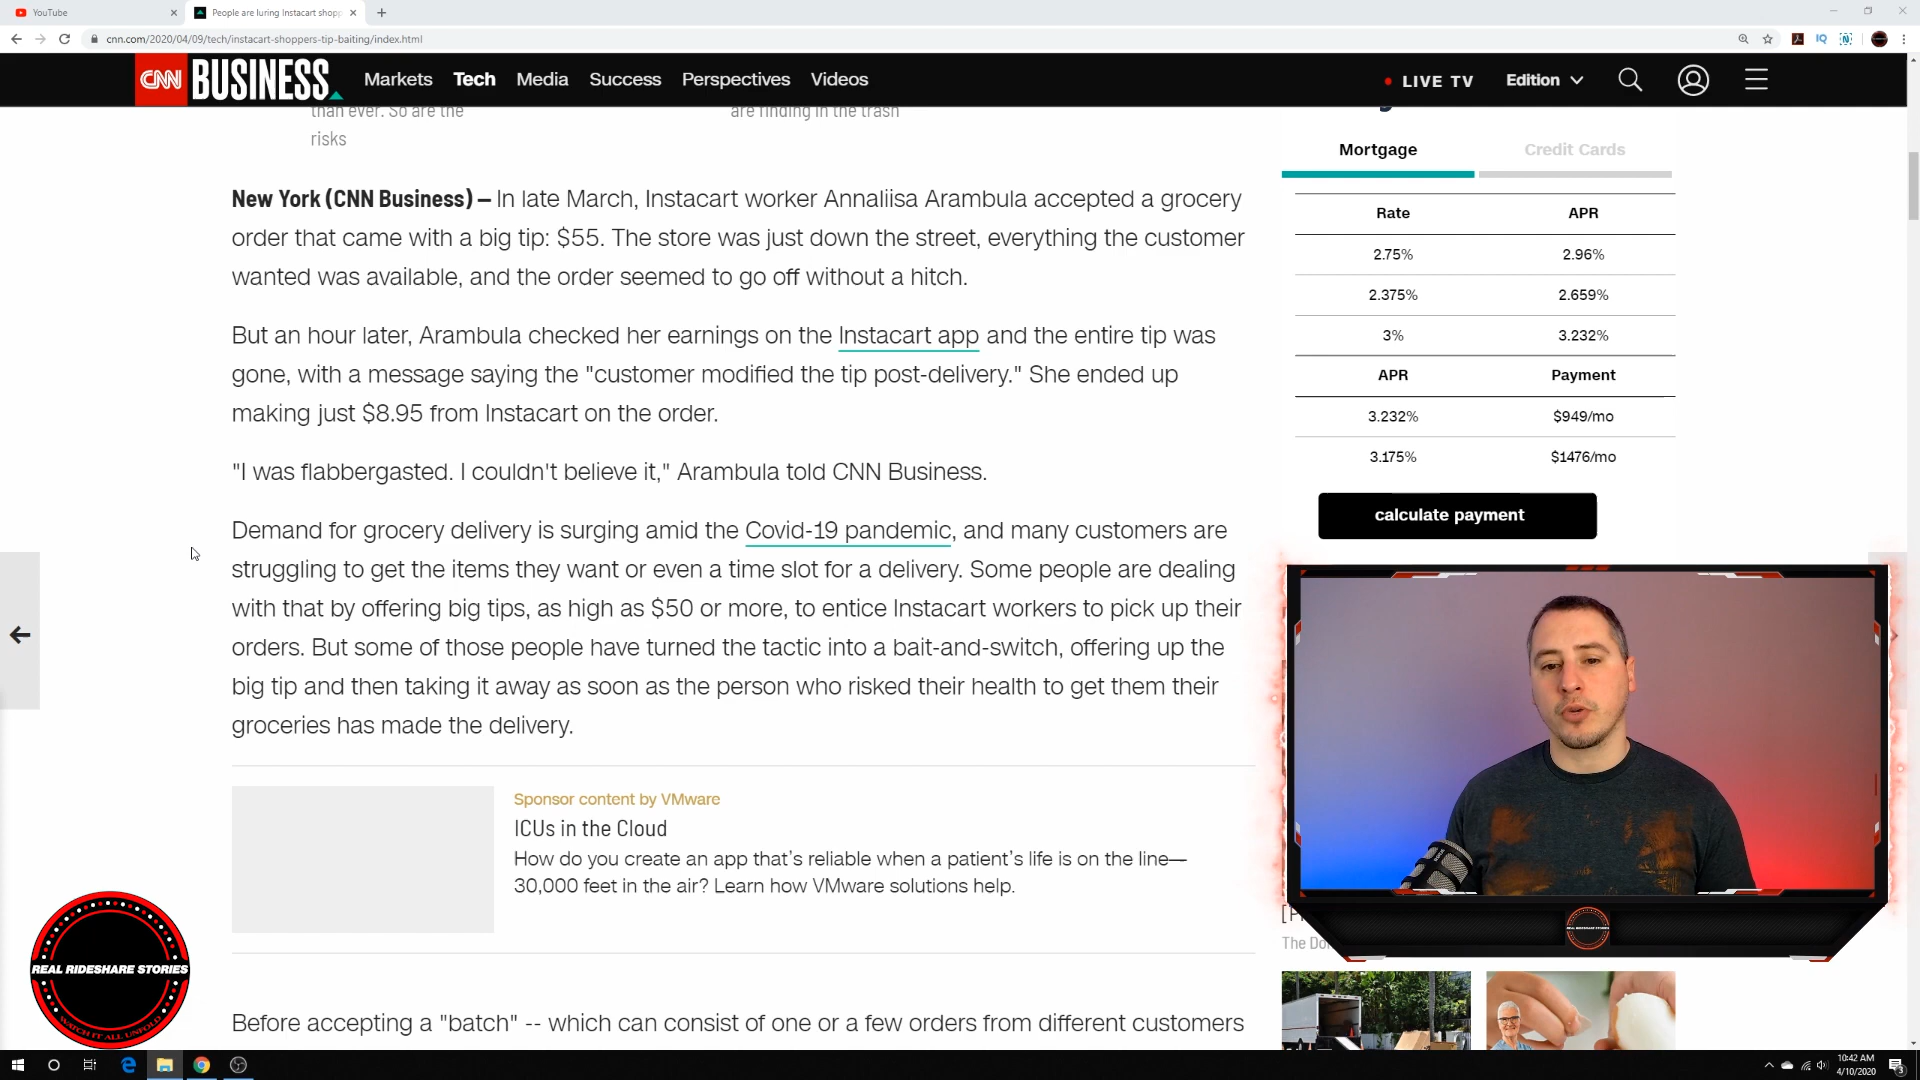 YouTube
People are luring Instacart shopp
cnn.com/2020/04/09/tech/instacart-shoppers-tip-baiting/index.html
CNN BUSINESS Markets Tech Media Success Perspectives Videos LIVE TV Edition
than ever. So are the
risks
are finding in the trash
New York (CNN Business) — In late March, Instacart worker Annaliisa Arambula accepted a grocery
order that came with a big tip: $55. The store was just down the street, everything the customer
wanted was available, and the order seemed to go off without a hitch.
But an hour later, Arambula checked her earnings on the Instacart app and the entire tip was
gone, with a message saying the "customer modified the tip post-delivery." She ended up
making just $8.95 from Instacart on the order.
"I was flabbergasted. I couldn't believe it," Arambula told CNN Business.
Demand for grocery delivery is surging amid the Covid-19 pandemic, and many customers are
struggling to get the items they want or even a time slot for a delivery. Some people are dealing
with that by offering big tips, as high as $50 or more, to entice Instacart workers to pick up their
orders. But some of those people have turned the tactic into a bait-and-switch, offering up the
big tip and then taking it away as soon as the person who risked their health to get them their
groceries has made the delivery.
Sponsor content by VMware
ICUs in the Cloud
How do you create an app that's reliable when a patient's life is on the line—
30,000 feet in the air? Learn how VMware solutions help.
Before accepting a "batch" -- which can consist of one or a few orders from different customers
Mortgage Credit Cards
Rate APR
2.75% 2.96%
2.375% 2.659%
3% 3.232%
APR Payment
3.232% $949/mo
3.175% $1476/mo
calculate payment
The Do
REAL RIDESHARE STORIES
WATCH IT ALL UNFOLD
REAL RIDESHARE STORIES
10:42 AM
4/10/2020